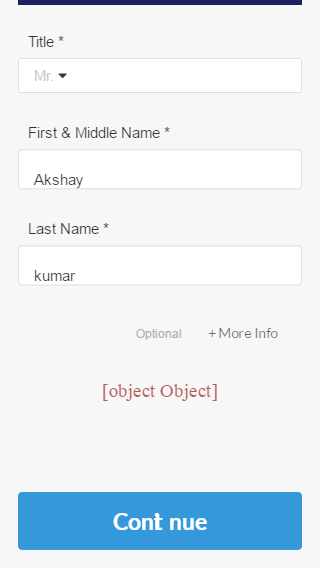 Title *
Mr.
First & Middle Name *
Akshay
Last Name *
kumar
Optional + More Info
[object Object]
Cont nue